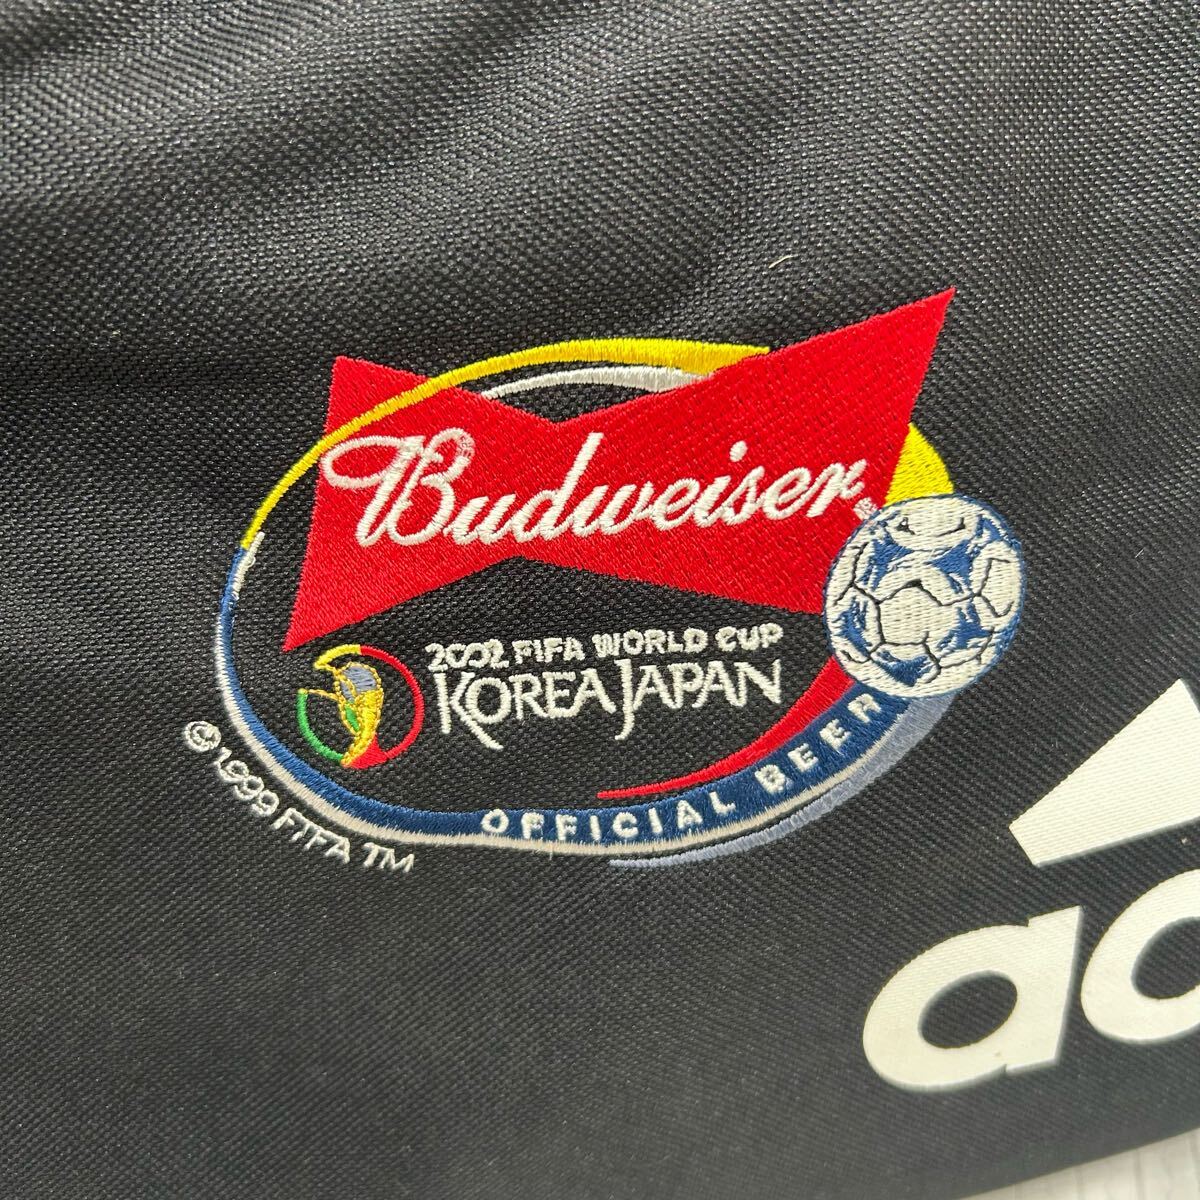 Budweiser
2002 FIFA WORLD CUP
KOREA JAPAN
OFFICIAL BEER
© 1999 FIFA TM
ad